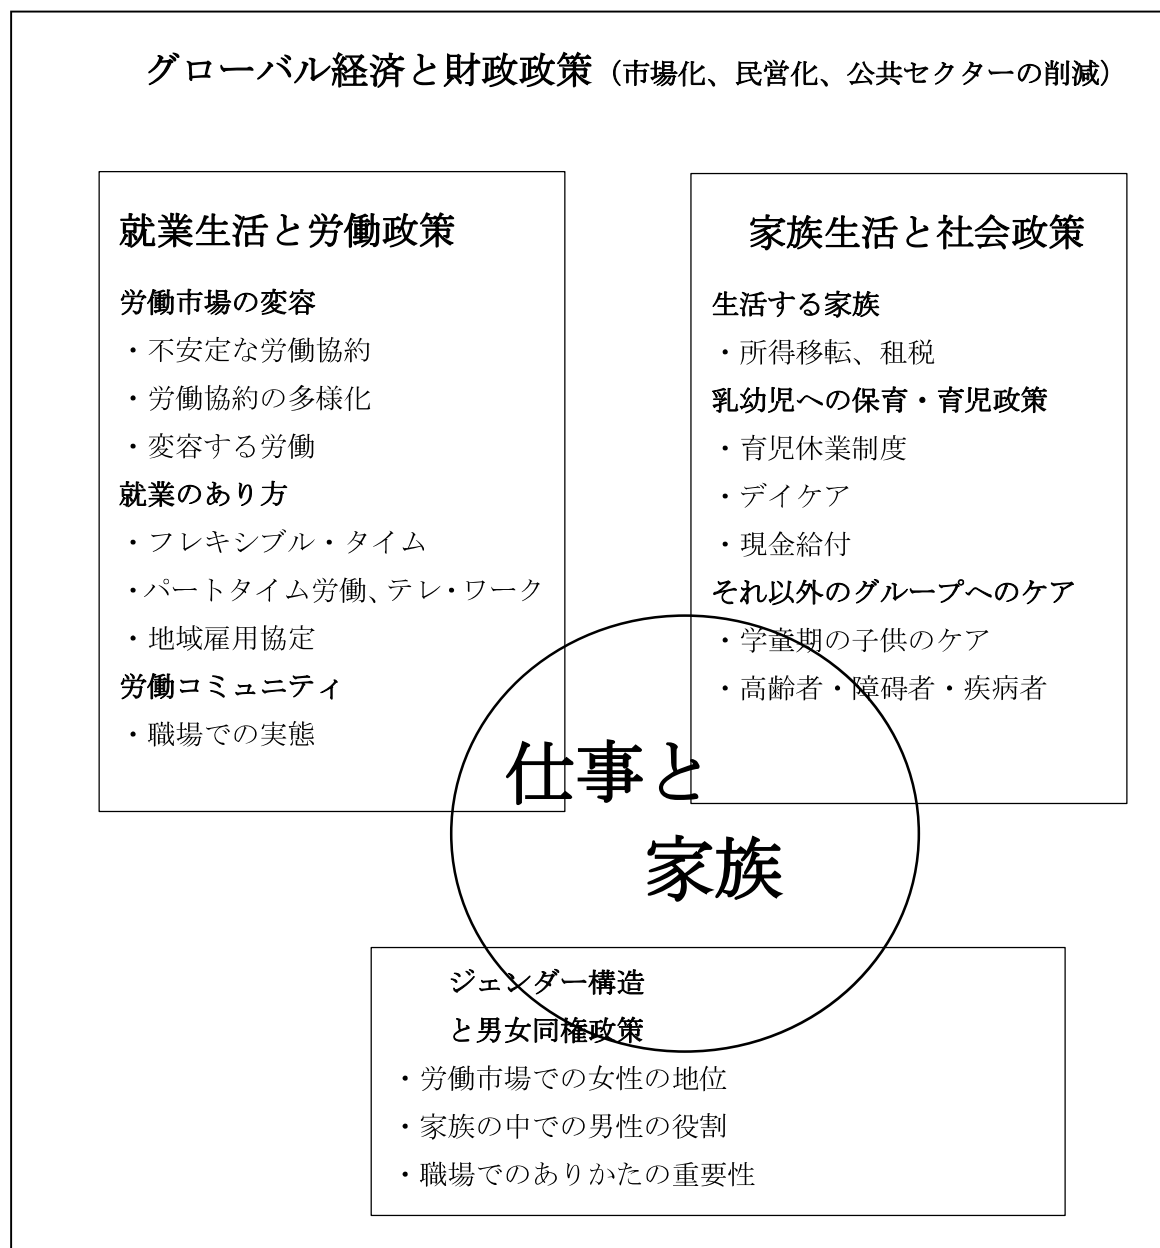 グローバル経済と財政政策（市場化、民営化、公共セクターの削減）
就業生活と労働政策
労働市場の変容
・不安定な労働協約
・労働協約の多様化
・変容する労働
就業のあり方
・フレキシブル・タイム
・パートタイム労働、テレ・ワーク
・地域雇用協定
労働コミュニティ
・職場での実態
家族生活と社会政策
生活する家族
・所得移転、租税
乳幼児への保育・育児政策
・育児休業制度
・デイケア
・現金給付
それ以外のグループへのケア
・学童期の子供のケア
・高齢者・障碍者・疾病者
仕事と
家族
ジェンダー構造
と男女同権政策
・労働市場での女性の地位
・家族の中での男性の役割
・職場でのありかたの重要性